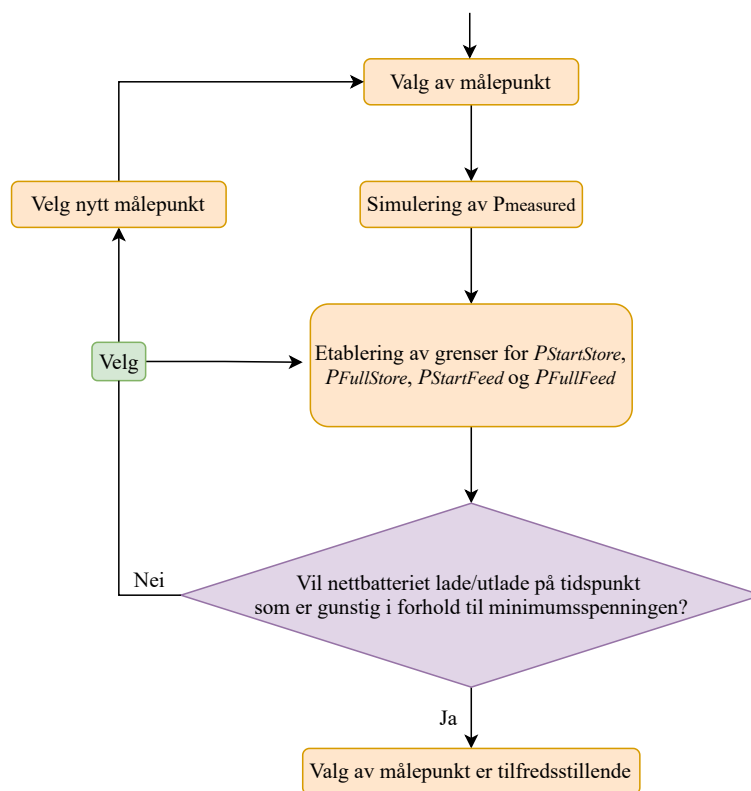 Valg av målepunkt
Velg nytt målepunkt
Simulering av Pmeasured
Velg
Etablering av grenser for PStartStore,
PFullStore, PStartFeed og PFullFeed
Nei
Vil nettbatteriet lade/utlade på tidspunkt
som er gunstig i forhold til minimumsspenningen?
Ja
Valg av målepunkt er tilfredsstillende